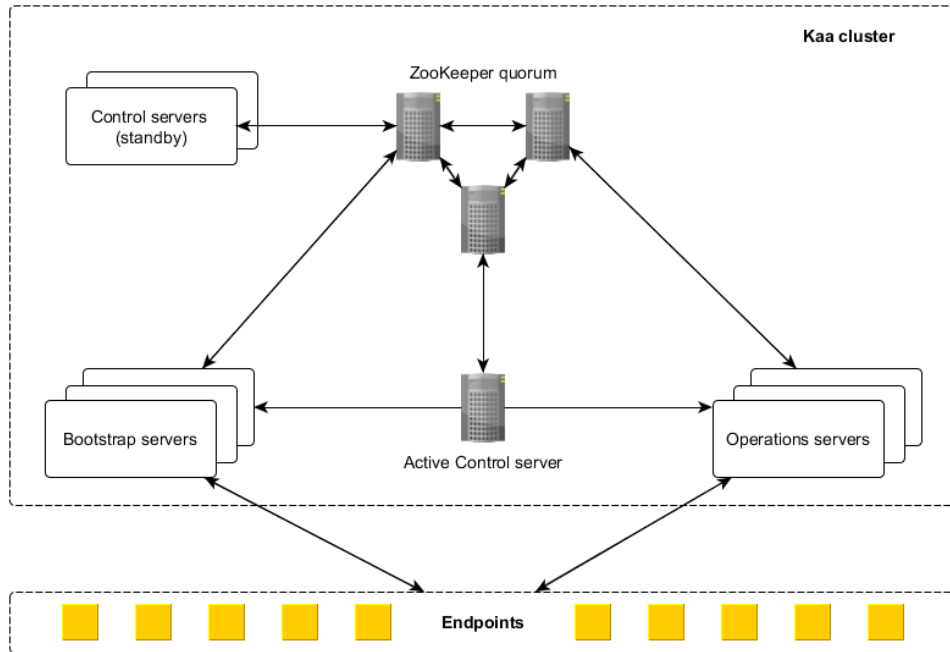 Kaa cluster
ZooKeeper quorum
Control servers
(standby)
Bootstrap servers
Active Control server
Operations servers
Endpoints